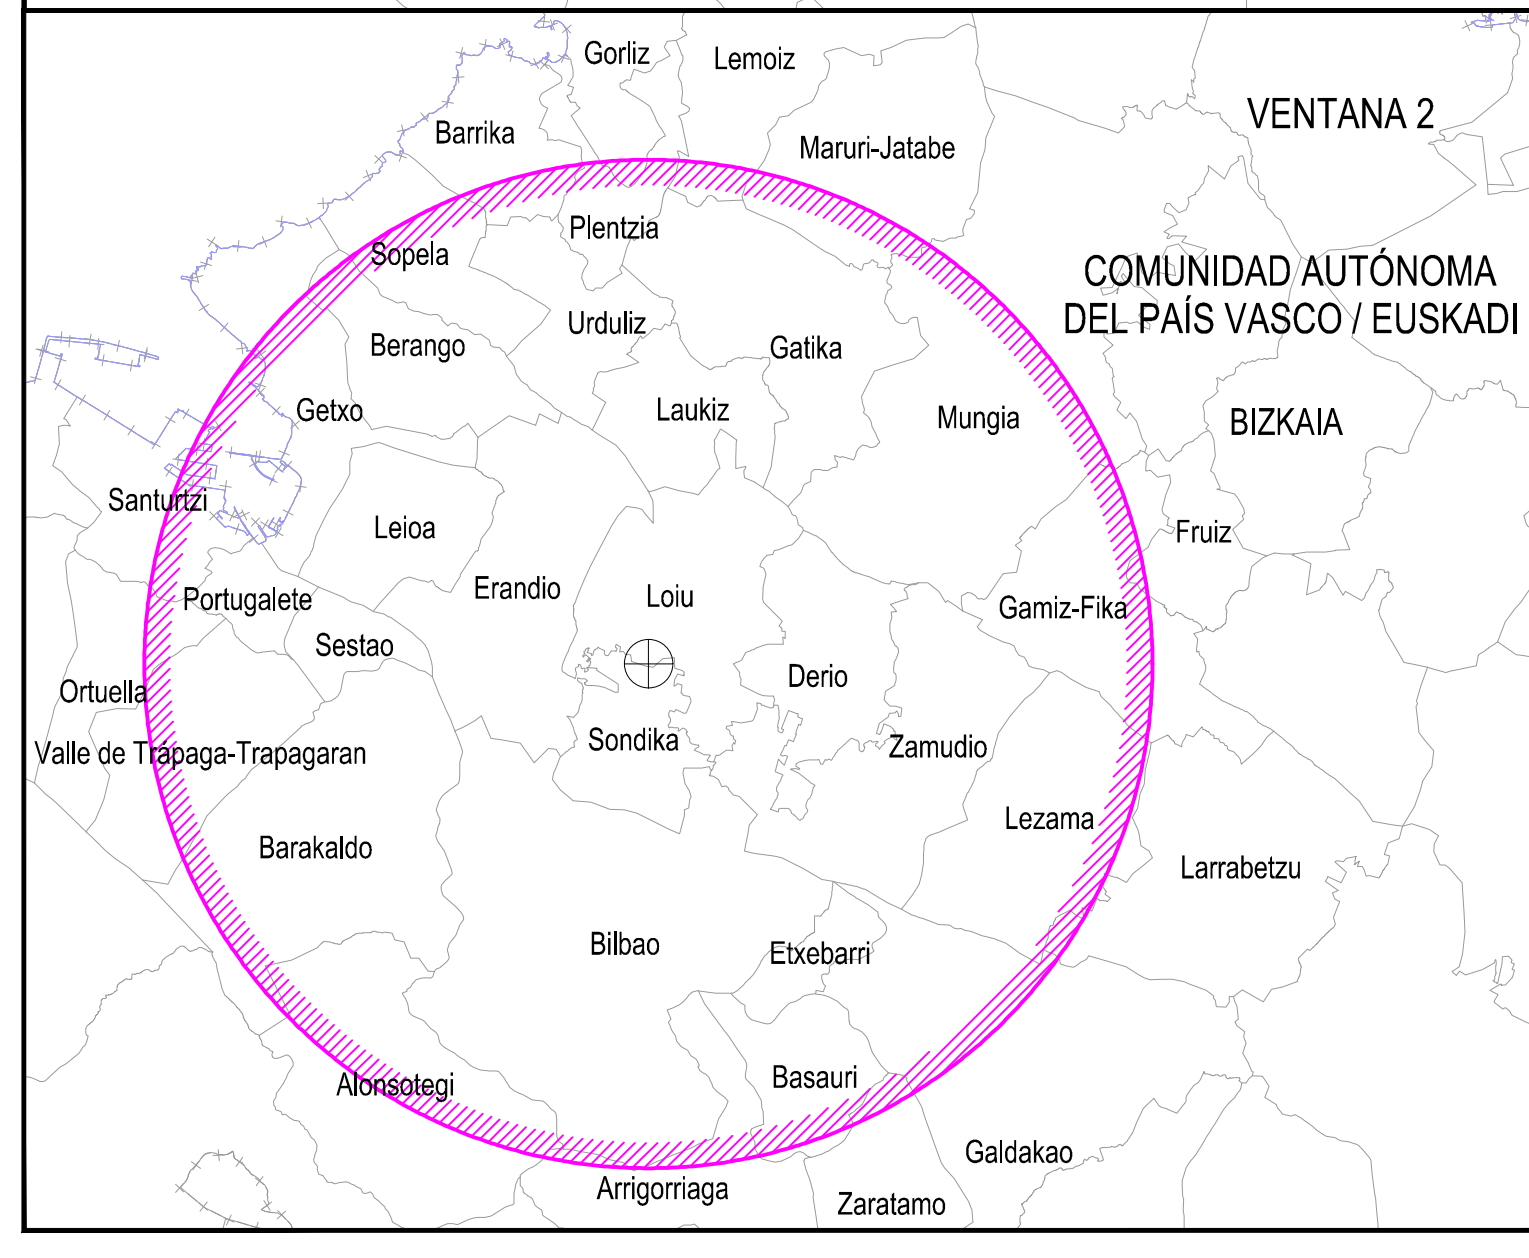 Gorliz
Lemoiz
VENTANA 2
Barrika
Maruri-Jatabe
Plentzia
Sopela
COMUNIDAD AUTÓNOMA
DEL PAÍS VASCO / EUSKADI
Urduliz
Berango
Gatika
Getxo
Laukiz
Mungia
BIZKAIA
Santurtzi
Leioa
Fruiz
Erandio
Loiu
Portugalete
Gamiz-Fika
Sestao
Derio
Ortuella
Sondika
Zamudio
Valle de Trápaga-Trapagaran
Lezama
Barakaldo
Larrabetzu
Bilbao
Etxebarri
Basauri
Alonsotegi
Galdakao
Arrigorriaga
Zaratamo